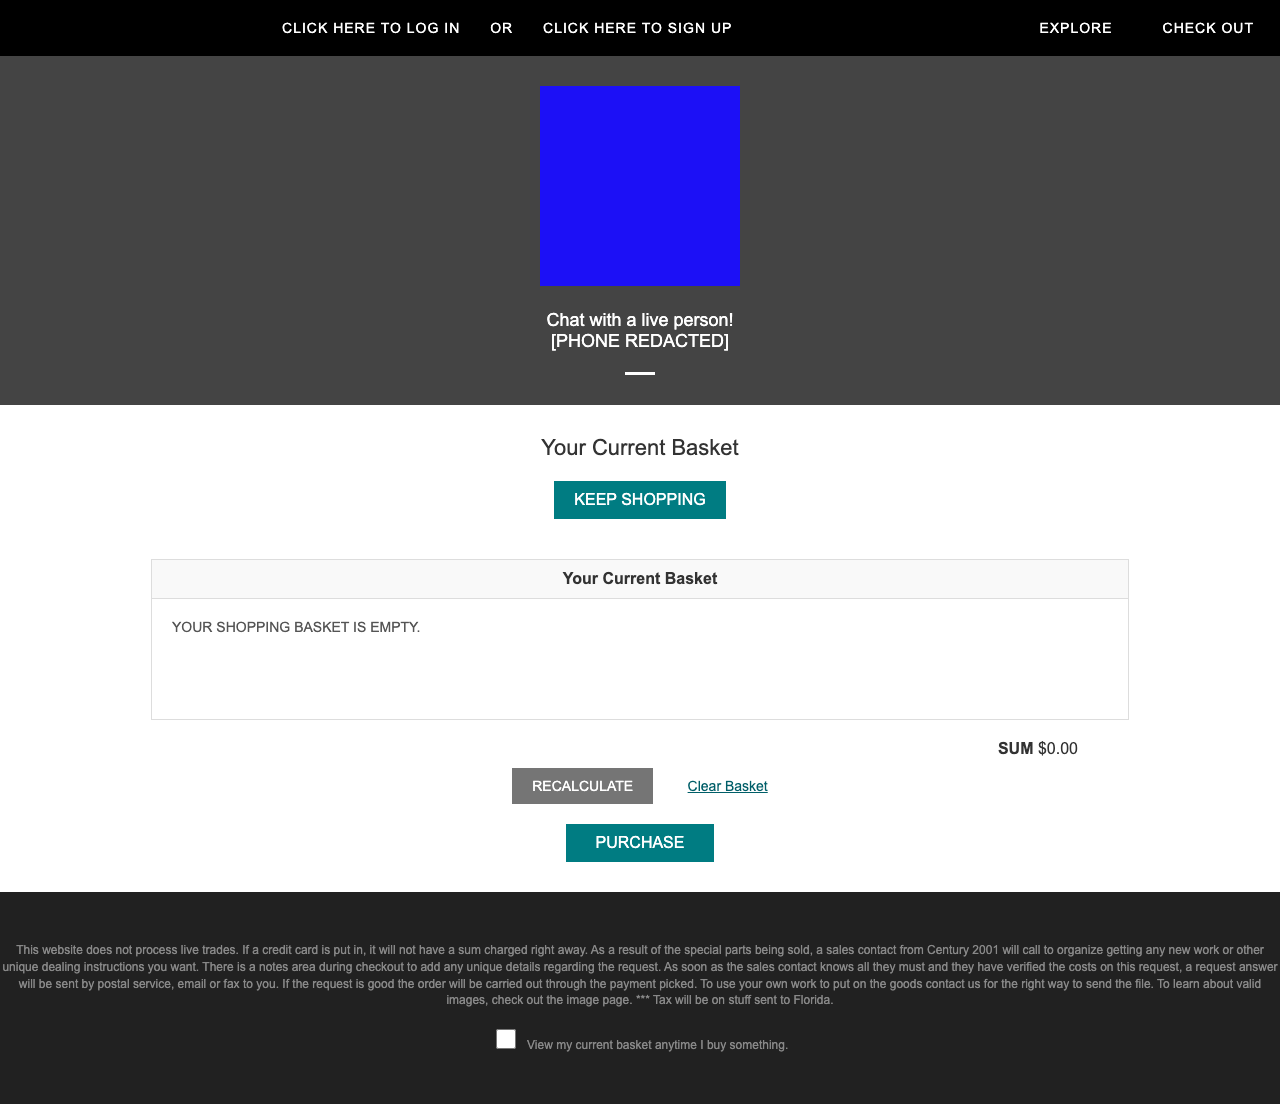 CLICK HERE TO LOG IN OR CLICK HERE TO SIGN UP EXPLORE CHECK OUT
Chat with a live person!
[PHONE REDACTED]
Your Current Basket
KEEP SHOPPING
Your Current Basket
YOUR SHOPPING BASKET IS EMPTY.
SUM $0.00
RECALCULATE Clear Basket
PURCHASE
This website does not process live trades. If a credit card is put in, it will not have a sum charged right away. As a result of the special parts being sold, a sales contact from Century 2001 will call to organize getting any new work or other
unique dealing instructions you want. There is a notes area during checkout to add any unique details regarding the request. As soon as the sales contact knows all they must and they have verified the costs on this request, a request answer
will be sent by postal service, email or fax to you. If the request is good the order will be carried out through the payment picked. To use your own work to put on the goods contact us for the right way to send the file. To learn about valid
images, check out the image page. *** Tax will be on stuff sent to Florida.
View my current basket anytime I buy something.